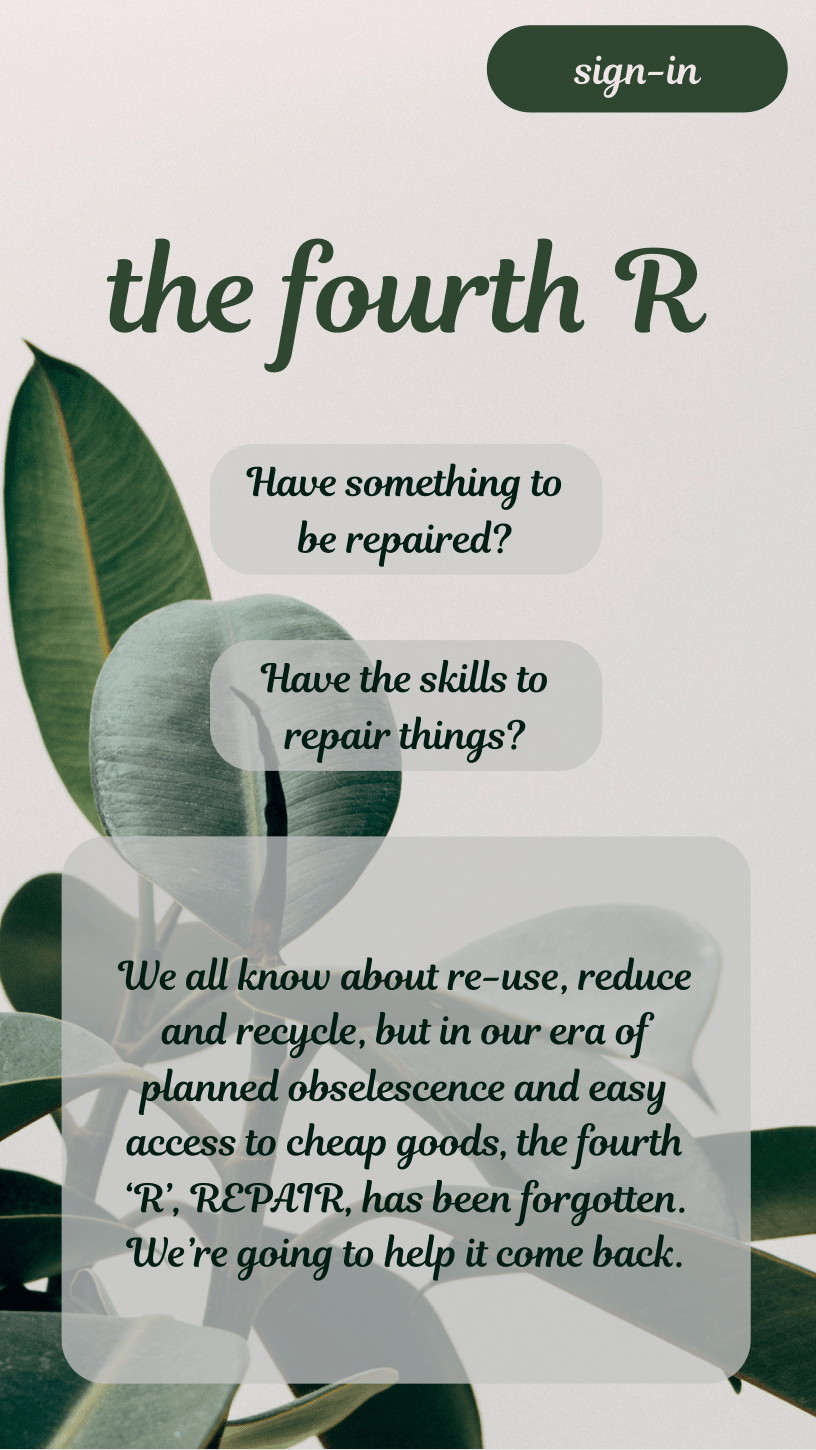 sign-in
the fourth R
Have something to
be repaired?
Have the skills to
repair things?
We all know about re-use, reduce
and recycle, but in our era of
planned obselescence and easy
access to cheap goods, the fourth
‘R’, REPAIR, has been forgotten.
We’re going to help it come back.